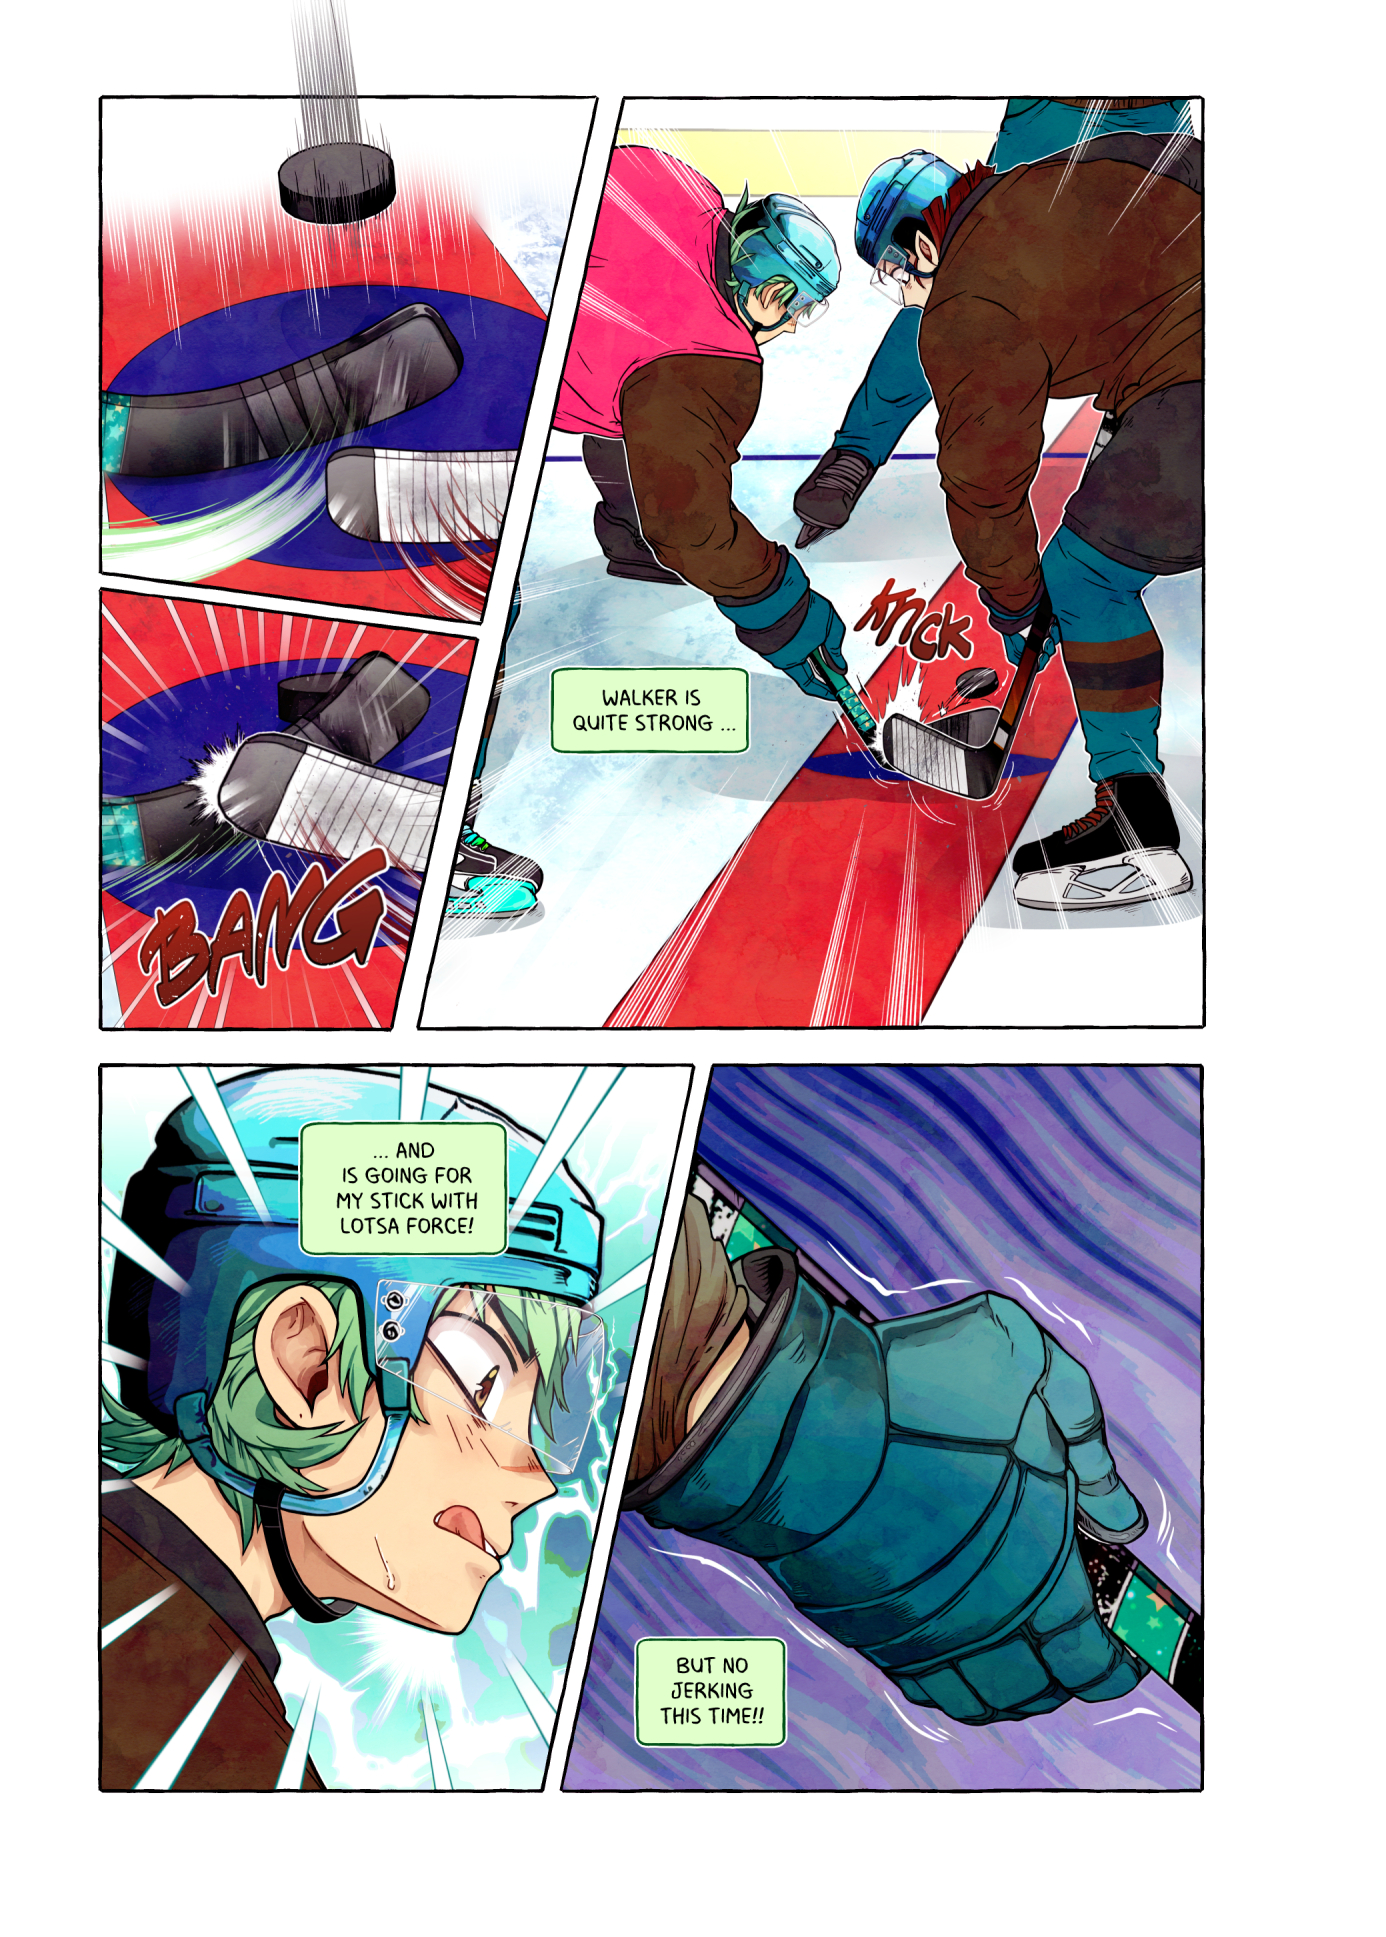 BANG
KNCK
WALKER IS
QUITE STRONG ...
... AND
IS GOING FOR
MY STICK WITH
LOTSA FORCE!
BUT NO
JERKING
THIS TIME!!